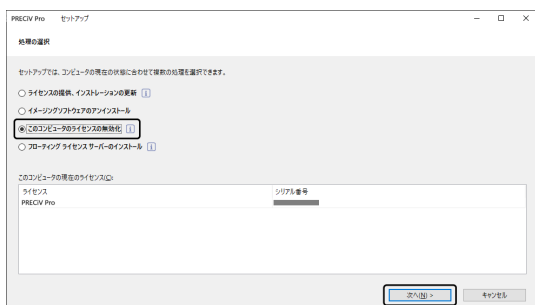 PRECiV Pro セットアップ
処理の選択
セットアップでは、コンピュータの現在の状態に合わせて複数の処理を選択できます。
ライセンスの提供、インストレーションの更新
イメージングソフトウェアのアンインストール
このコンピュータのライセンスの無効化
フローティング ライセンス サーバーのインストール
このコンピュータの現在のライセンス(C):
ライセンス シリアル番号
PRECiV Pro
次へ(N) > キャンセル